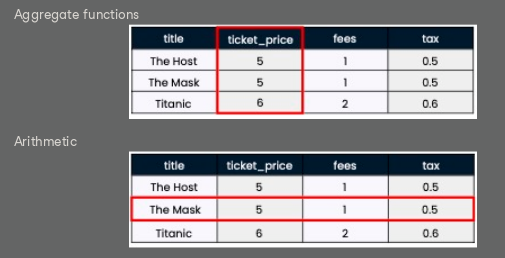 Aggregate functions
title ticket_price fees tax
The Host 5 1 0.5
The Mask 5 1 0.5
Titanic 6 2 0.6
Arithmetic
title ticket_price fees tax
The Host 5 1 0.5
The Mask 5 1 0.5
Titanic 6 2 0.6